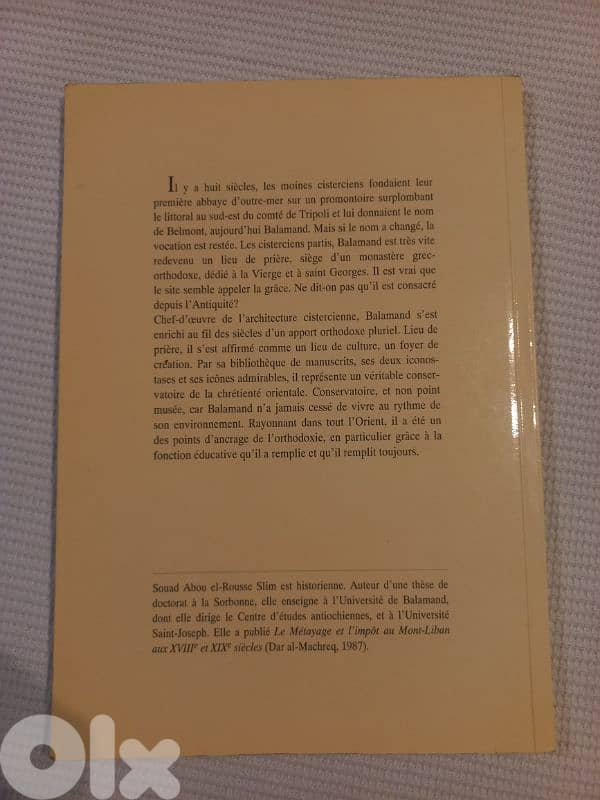 Il y a huit siècles, les moines cisterciens fondaient leur
première abbaye d'outre-mer sur un promontoire surplombant
le littoral au sud-est du comté de Tripoli et lui donnaient le nom
de Belmont, aujourd'hui Balamand. Mais si le nom a changé, la
vocation est restée. Les cisterciens partis, Balamand est très vite
redevenu un lieu de prière, siège d'un monastère grec-
orthodoxe, dédié à la Vierge et à saint Georges. Il est vrai que
le site semble appeler la grâce. Ne dit-on pas qu'il est consacré
depuis l'Antiquité?
Chef-d'œuvre de l'architecture cistercienne, Balamand s'est
enrichi au fil des siècles d'un apport orthodoxe pluriel. Lieu de
prière, il s'est affirmé comme un lieu de culture, un foyer de
création. Par sa bibliothèque de manuscrits, ses deux iconos-
tases et ses icônes admirables, il représente un véritable conser-
vatoire de la chrétienté orientale. Conservatoire, et non point
musée, car Balamand n'a jamais cessé de vivre au rythme de
son environnement. Rayonnant dans tout l'Orient, il a été un
des points d'ancrage de l'orthodoxie, en particulier grâce à la
fonction éducative qu'il a remplie et qu'il remplit toujours.
Souad Abou el-Rousse Slim est historienne. Auteur d'une thèse de
doctorat à la Sorbonne, elle enseigne à l'Université de Balamand,
dont elle dirige le Centre d'études antiochiennes, et à l'Université
Saint-Joseph. Elle a publié Le Métayage et l'impôt au Mont-Liban
aux XVIIIe et XIXe siècles (Dar al-Machreq, 1987).
OLx